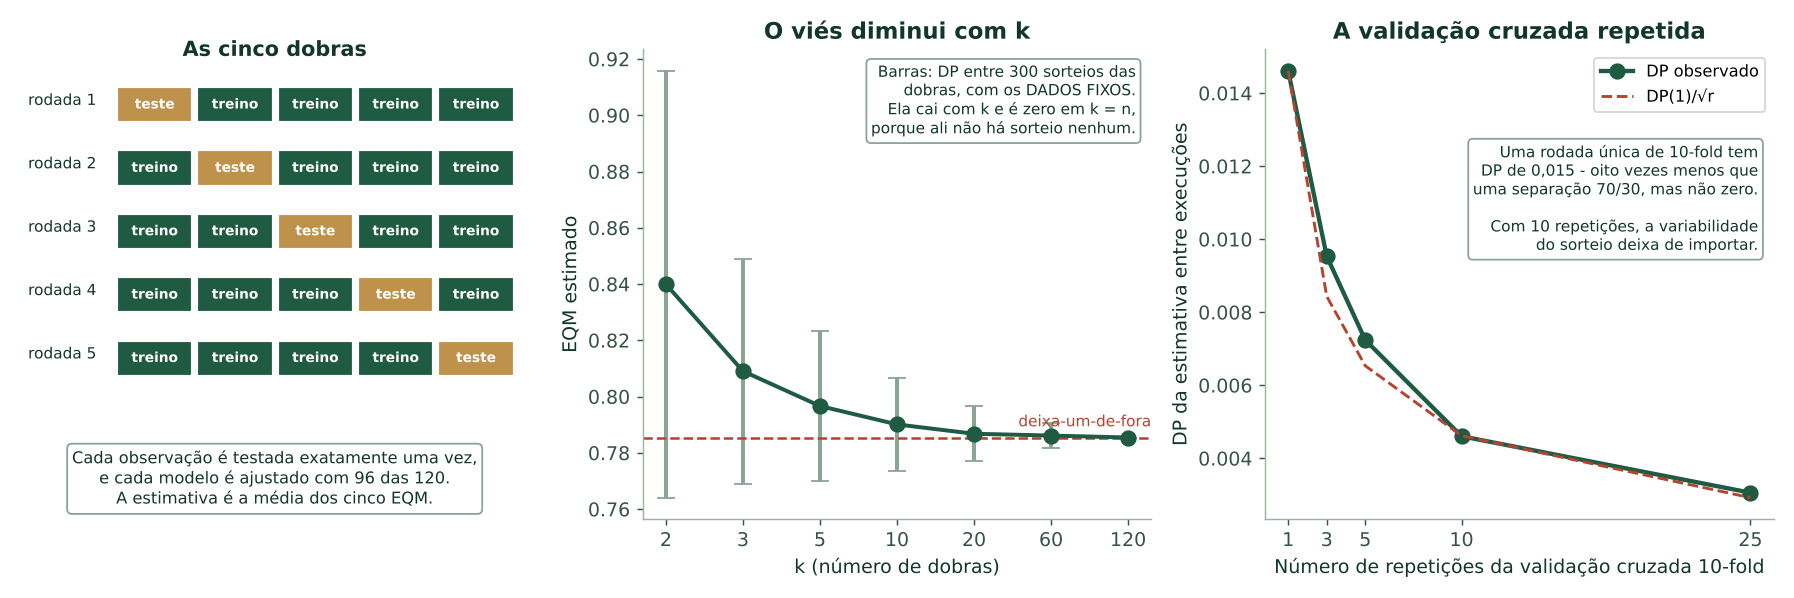 As cinco dobras
rodada 1
teste treino treino treino treino
rodada 2
treino teste treino treino treino
rodada 3
treino treino teste treino treino
rodada 4
treino treino treino teste treino
rodada 5
treino treino treino treino teste
Cada observação é testada exatamente uma vez,
e cada modelo é ajustado com 96 das 120.
A estimativa é a média dos cinco EQM.
O viés diminui com k
EQM estimado
0.92
0.90
0.88
0.86
0.84
0.82
0.80
0.78
0.76
Barras: DP entre 300 sorteios das
dobras, com os DADOS FIXOS.
Ela cai com k e é zero em k = n,
porque ali não há sorteio nenhum.
deixa-um-de-fora
2 3 5 10 20 60 120
k (número de dobras)
A validação cruzada repetida
DP da estimativa entre execuções
0.014
0.012
0.010
0.008
0.006
0.004
DP observado
DP(1)/√r
Uma rodada única de 10-fold tem
DP de 0,015 - oito vezes menos que
uma separação 70/30, mas não zero.
Com 10 repetições, a variabilidade
do sorteio deixa de importar.
1 3 5 10 25
Número de repetições da validação cruzada 10-fold